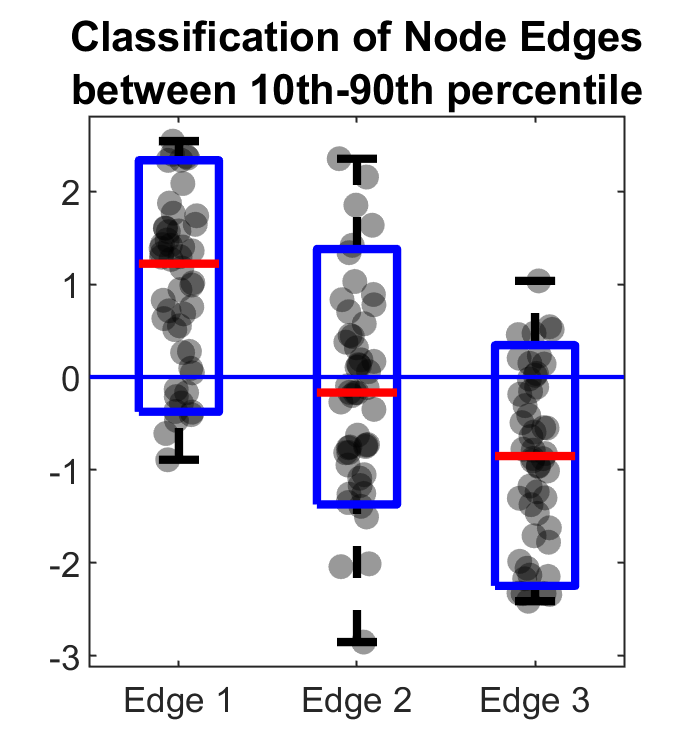 Classification of Node Edges
between 10th-90th percentile
2
1
0
-1
-2
-3
Edge 1 Edge 2 Edge 3